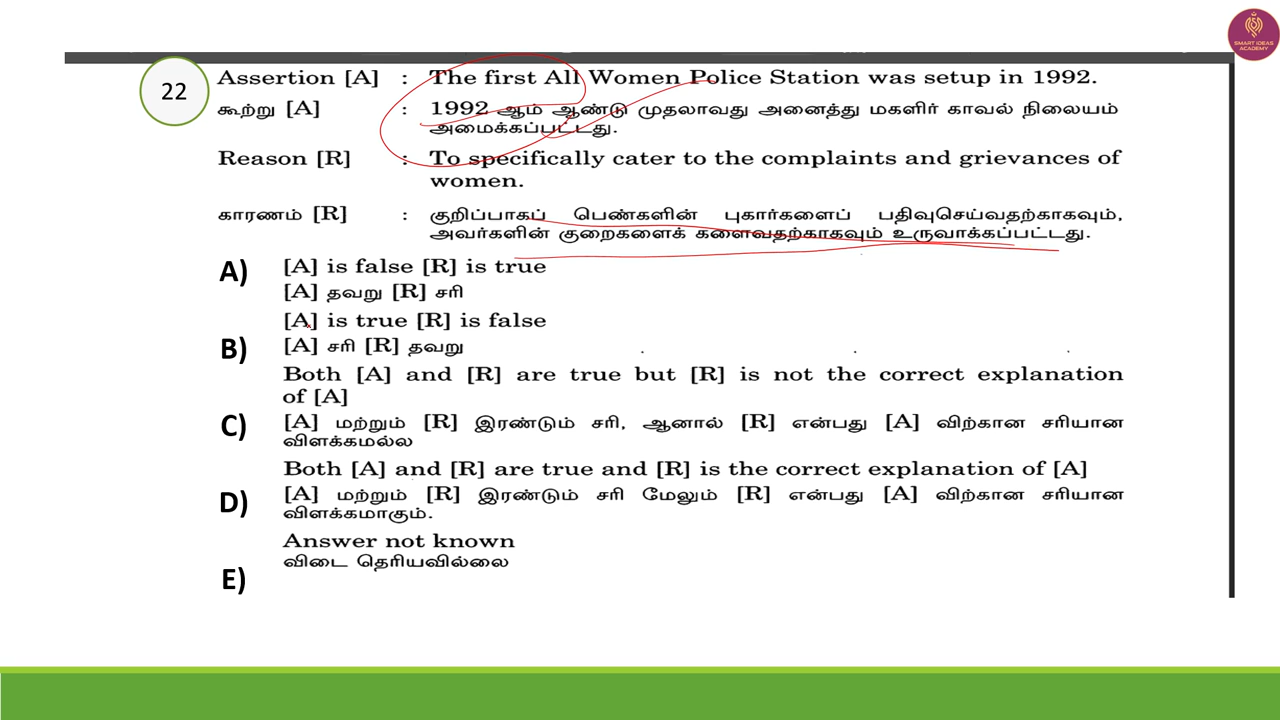 SMART IDEAS
ACADEMY
22
Assertion [A] : The first All Women Police Station was setup in 1992.
கூற்று [A] : 1992 ஆம் ஆண்டு முதலாவது அனைத்து மகளிர் காவல் நிலையம்
அமைக்கப்பட்டது.
Reason [R] : To specifically cater to the complaints and grievances of
women.
காரணம் [R] : குறிப்பாகப் பெண்களின் புகார்களைப் பதிவுசெய்வதற்காகவும்,
அவர்களின் குறைகளைக் களைவதற்காகவும் உருவாக்கப்பட்டது.
A) [A] is false [R] is true
[A] தவறு [R] சரி
[A] is true [R] is false
B) [A] சரி [R] தவறு
Both [A] and [R] are true but [R] is not the correct explanation
of [A]
C) [A] மற்றும் [R] இரண்டும் சரி, ஆனால் [R] என்பது [A] விற்கான சரியான
விளக்கமல்ல
Both [A] and [R] are true and [R] is the correct explanation of [A]
D) [A] மற்றும் [R] இரண்டும் சரி மேலும் [R] என்பது [A] விற்கான சரியான
விளக்கமாகும்.
Answer not known
விடை தெரியவில்லை
E)